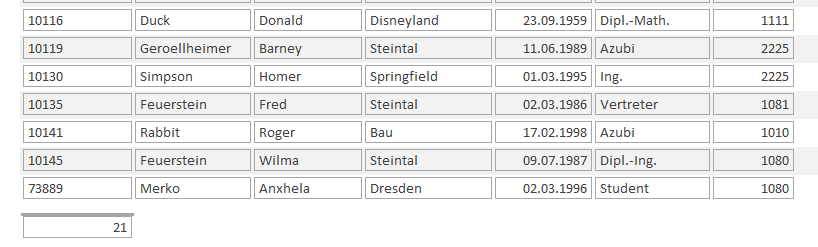 10116 Duck Donald Disneyland 23.09.1959 Dipl.-Math. 1111
10119 Geroellheimer Barney Steintal 11.06.1989 Azubi 2225
10130 Simpson Homer Springfield 01.03.1995 Ing. 2225
10135 Feuerstein Fred Steintal 02.03.1986 Vertreter 1081
10141 Rabbit Roger Bau 17.02.1998 Azubi 1010
10145 Feuerstein Wilma Steintal 09.07.1987 Dipl.-Ing. 1080
73889 Merko Anxhela Dresden 02.03.1996 Student 1080
21